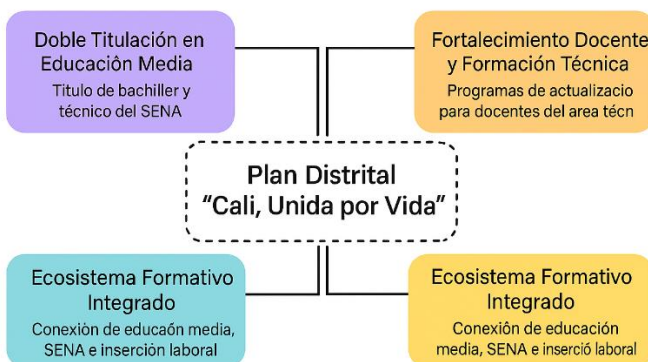 Doble Titulación en
Educación Media
Titulo de bachiller y
técnico del SENA
Fortalecimiento Docente
y Formación Técnica
Programas de actualizacio
para docentes del area técn
Plan Distrital
“Cali, Unida por Vida”
Ecosistema Formativo
Integrado
Conexión de educaón media,
SENA e inserción laboral
Ecosistema Formativo
Integrado
Conexión de educación
media, SENA e inserció laboral